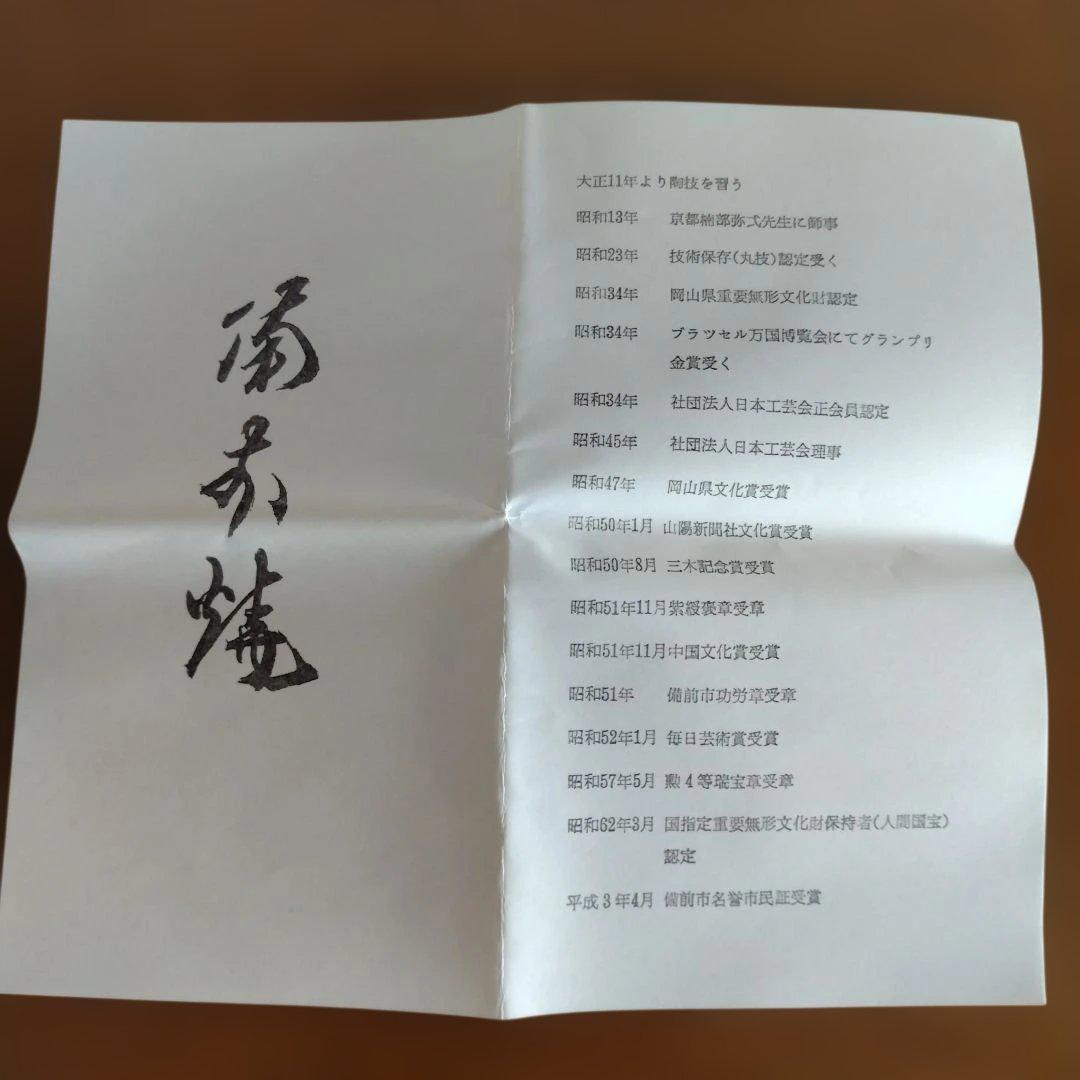 備前焼
大正11年より陶技を習う
昭和13年 京都楠部弥弌先生に師事
昭和23年 技術保存(丸技)認定受く
昭和34年 岡山県重要無形文化財認定
昭和34年 ブラツセル万国博覧会にてグランプリ
金賞受く
昭和34年 社団法人日本工芸会正会員認定
昭和45年 社団法人日本工芸会理事
昭和47年 岡山県文化賞受賞
昭和50年1月 山陽新聞社文化賞受賞
昭和50年8月 三木記念賞受賞
昭和51年11月紫綬褒章受章
昭和51年11月中国文化賞受賞
昭和51年 備前市功労章受章
昭和52年1月 毎日芸術賞受賞
昭和57年5月 勲4等瑞宝章受章
昭和62年3月 国指定重要無形文化財保持者(人間国宝)
認定
平成3年4月 備前市名誉市民証受賞